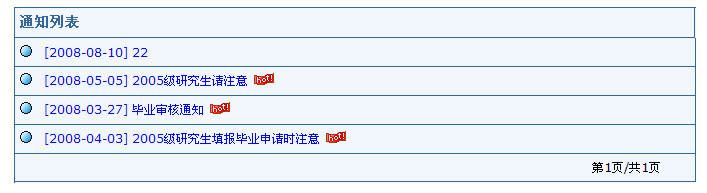 通知列表
[2008-08-10] 22
[2008-05-05] 2005级研究生请注意 HOT!
[2008-03-27] 毕业审核通知 HOT!
[2008-04-03] 2005级研究生填报毕业申请时注意 HOT!
第1页/共1页